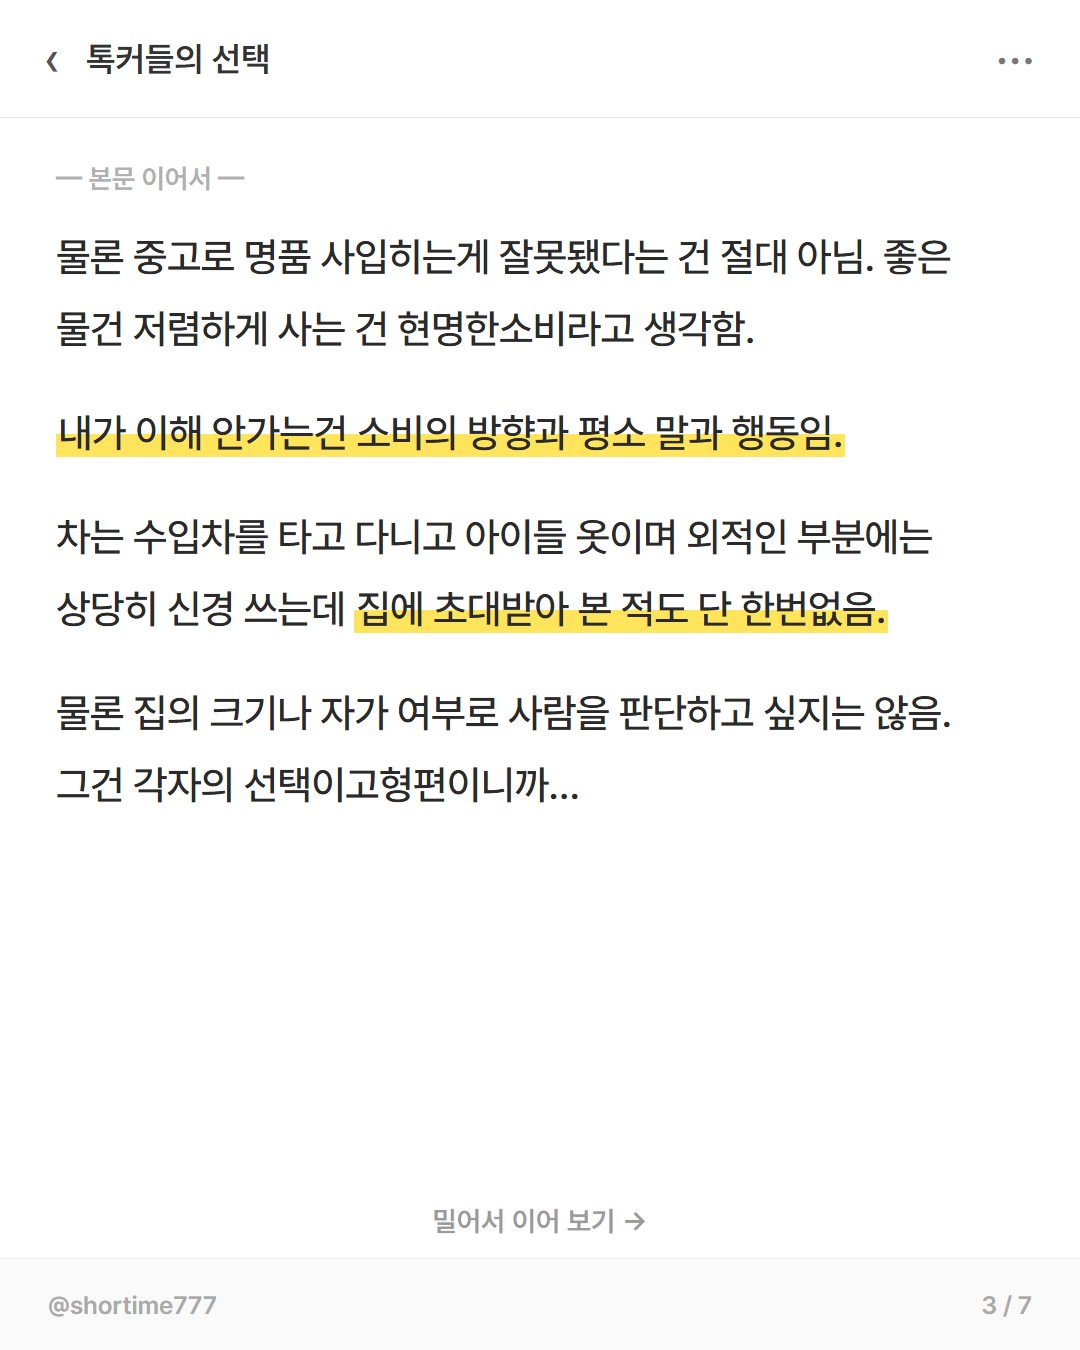 톡커들의 선택
— 본문 이어서 —
물론 중고로 명품 사입히는게 잘못됐다는 건 절대 아님. 좋은
물건 저렴하게 사는 건 현명한소비라고 생각함.
내가 이해 안가는건 소비의 방향과 평소 말과 행동임.
차는 수입차를 타고 다니고 아이들 옷이며 외적인 부분에는
상당히 신경 쓰는데 집에 초대받아 본 적도 단 한번없음.
물론 집의 크기나 자가 여부로 사람을 판단하고 싶지는 않음.
그건 각자의 선택이고형편이니까...
밀어서 이어 보기 →
@shortime777
3 / 7